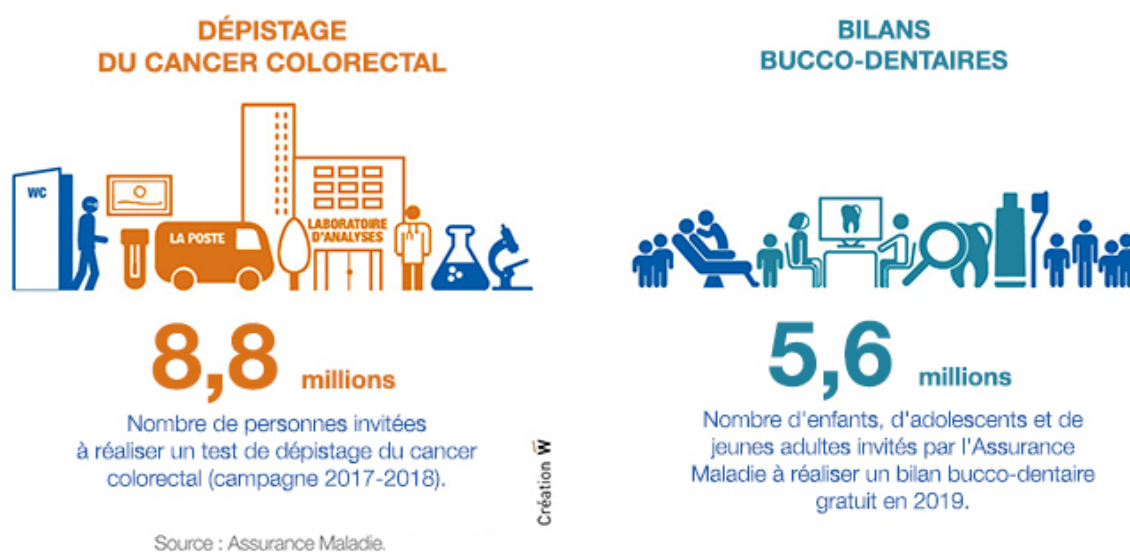 DÉPISTAGE
DU CANCER COLORECTAL
WC
LA POSTE
LABORATOIRE
D'ANALYSES
8,8 millions
Nombre de personnes invitées
à réaliser un test de dépistage du cancer
colorectal (campagne 2017-2018).
Source : Assurance Maladie.
Création W
BILANS
BUCCO-DENTAIRES
5,6 millions
Nombre d'enfants, d'adolescents et de
jeunes adultes invités par l'Assurance
Maladie à réaliser un bilan bucco-dentaire
gratuit en 2019.